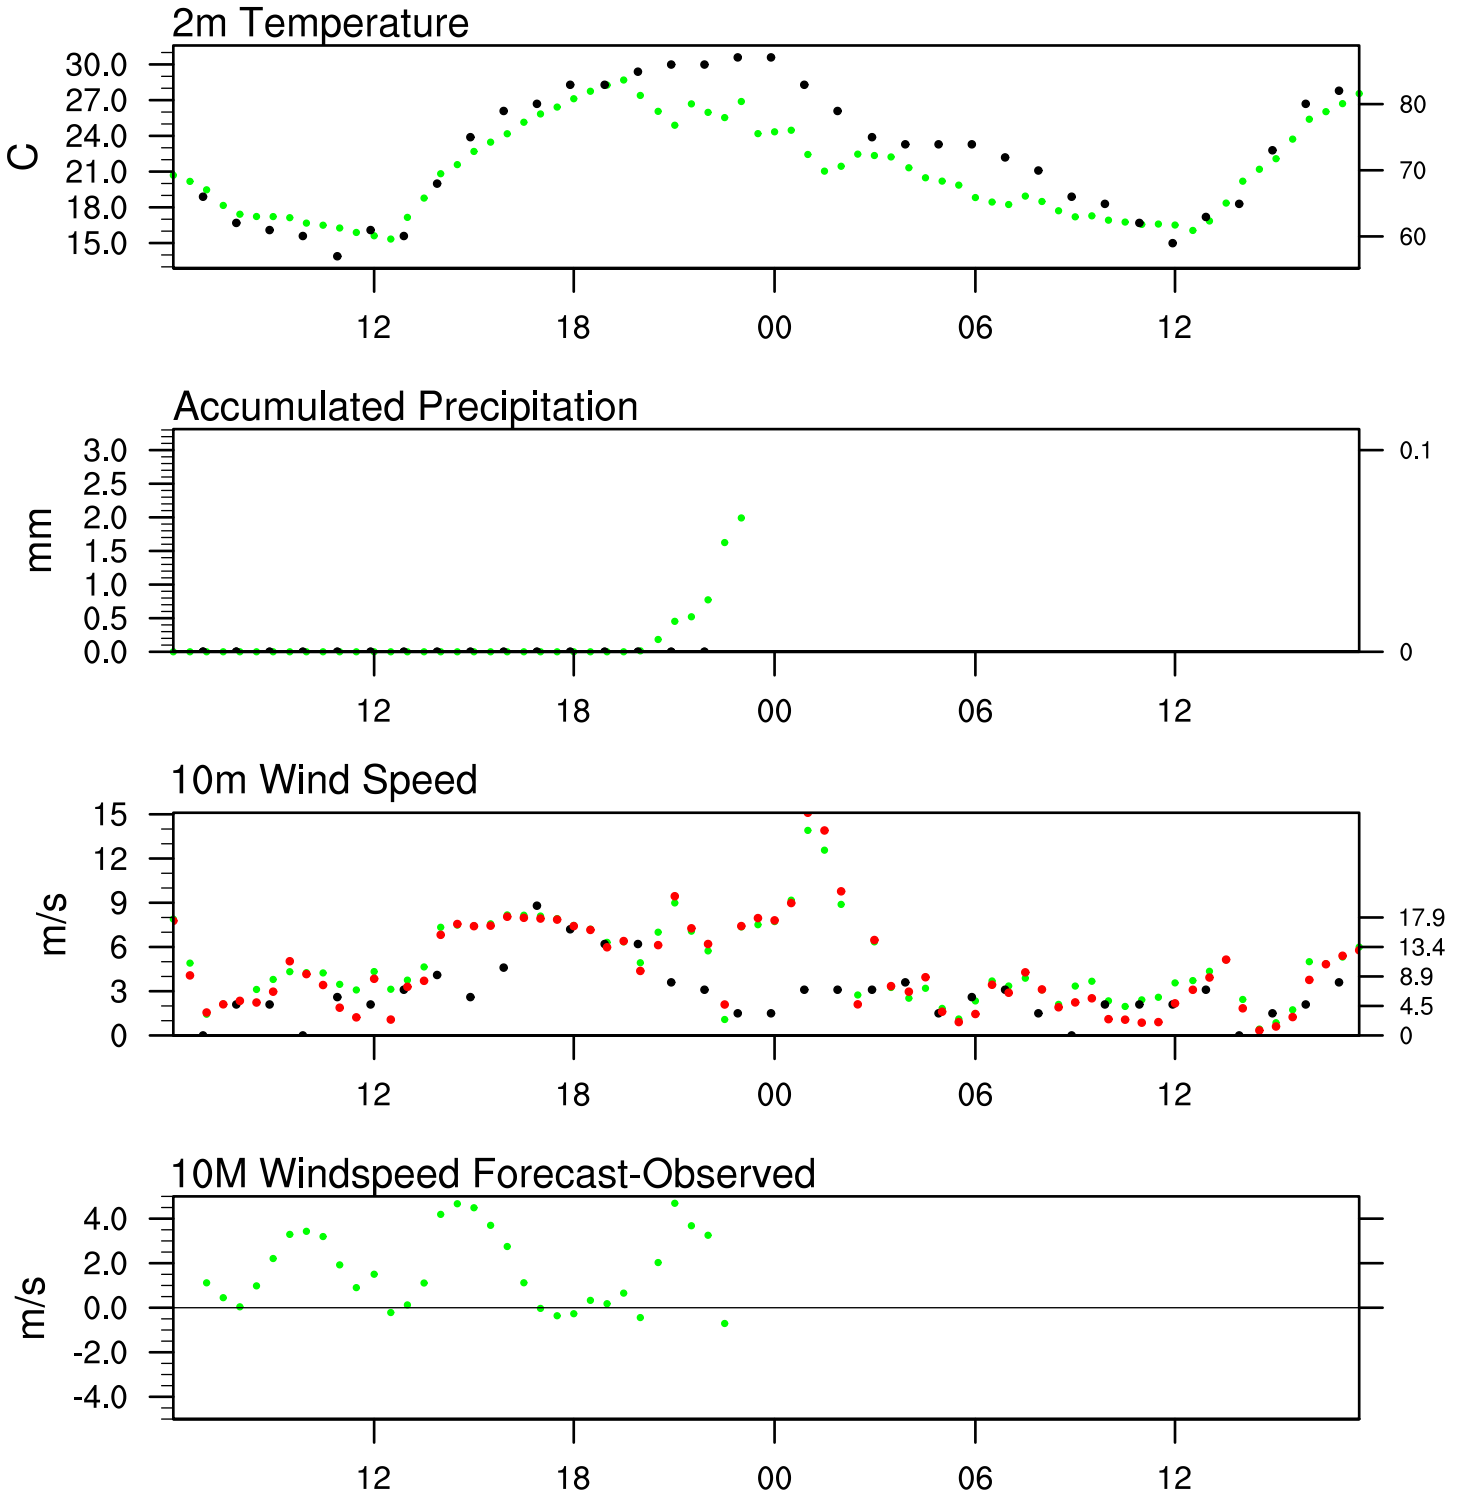 2m Temperature
30.0
27.0
24.0
21.0
18.0
15.0
C
80
70
60
12 18 00 06 12
Accumulated Precipitation
3.0
2.5
2.0
1.5
1.0
0.5
0.0
mm
0.1
0
12 18 00 06 12
10m Wind Speed
15
12
9
6
3
0
m/s
17.9
13.4
8.9
4.5
0
12 18 00 06 12
10M Windspeed Forecast-Observed
4.0
2.0
0.0
-2.0
-4.0
m/s
12 18 00 06 12